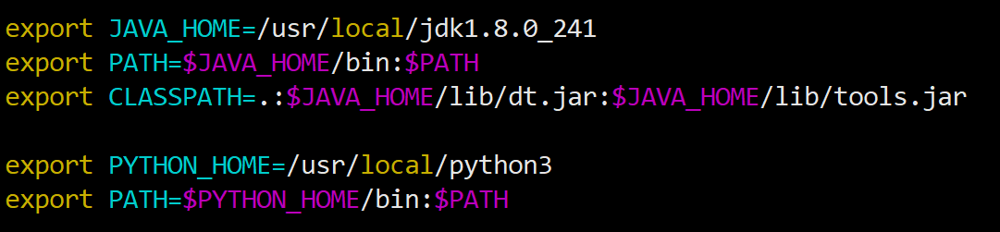 export JAVA_HOME=/usr/local/jdk1.8.0_241
export PATH=$JAVA_HOME/bin:$PATH
export CLASSPATH=.:$JAVA_HOME/lib/dt.jar:$JAVA_HOME/lib/tools.jar
export PYTHON_HOME=/usr/local/python3
export PATH=$PYTHON_HOME/bin:$PATH